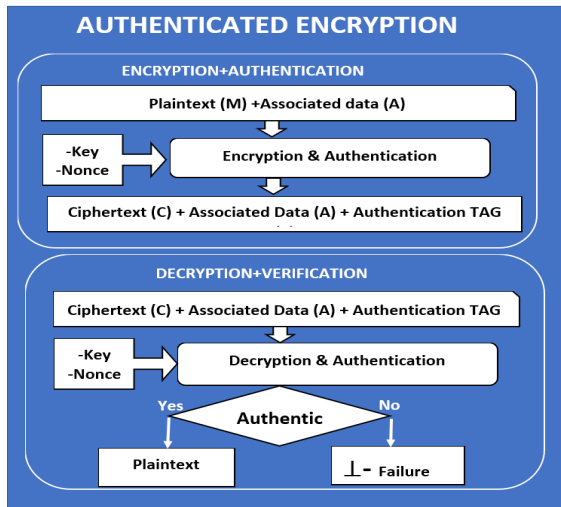 AUTHENTICATED ENCRYPTION
ENCRYPTION+AUTHENTICATION
Plaintext (M) +Associated data (A)
-Key
-Nonce
Encryption & Authentication
Ciphertext (C) + Associated Data (A) + Authentication TAG
DECRYPTION+VERIFICATION
Ciphertext (C) + Associated Data (A) + Authentication TAG
-Key
-Nonce
Decryption & Authentication
Yes
No
Authentic
Plaintext
⊥- Failure